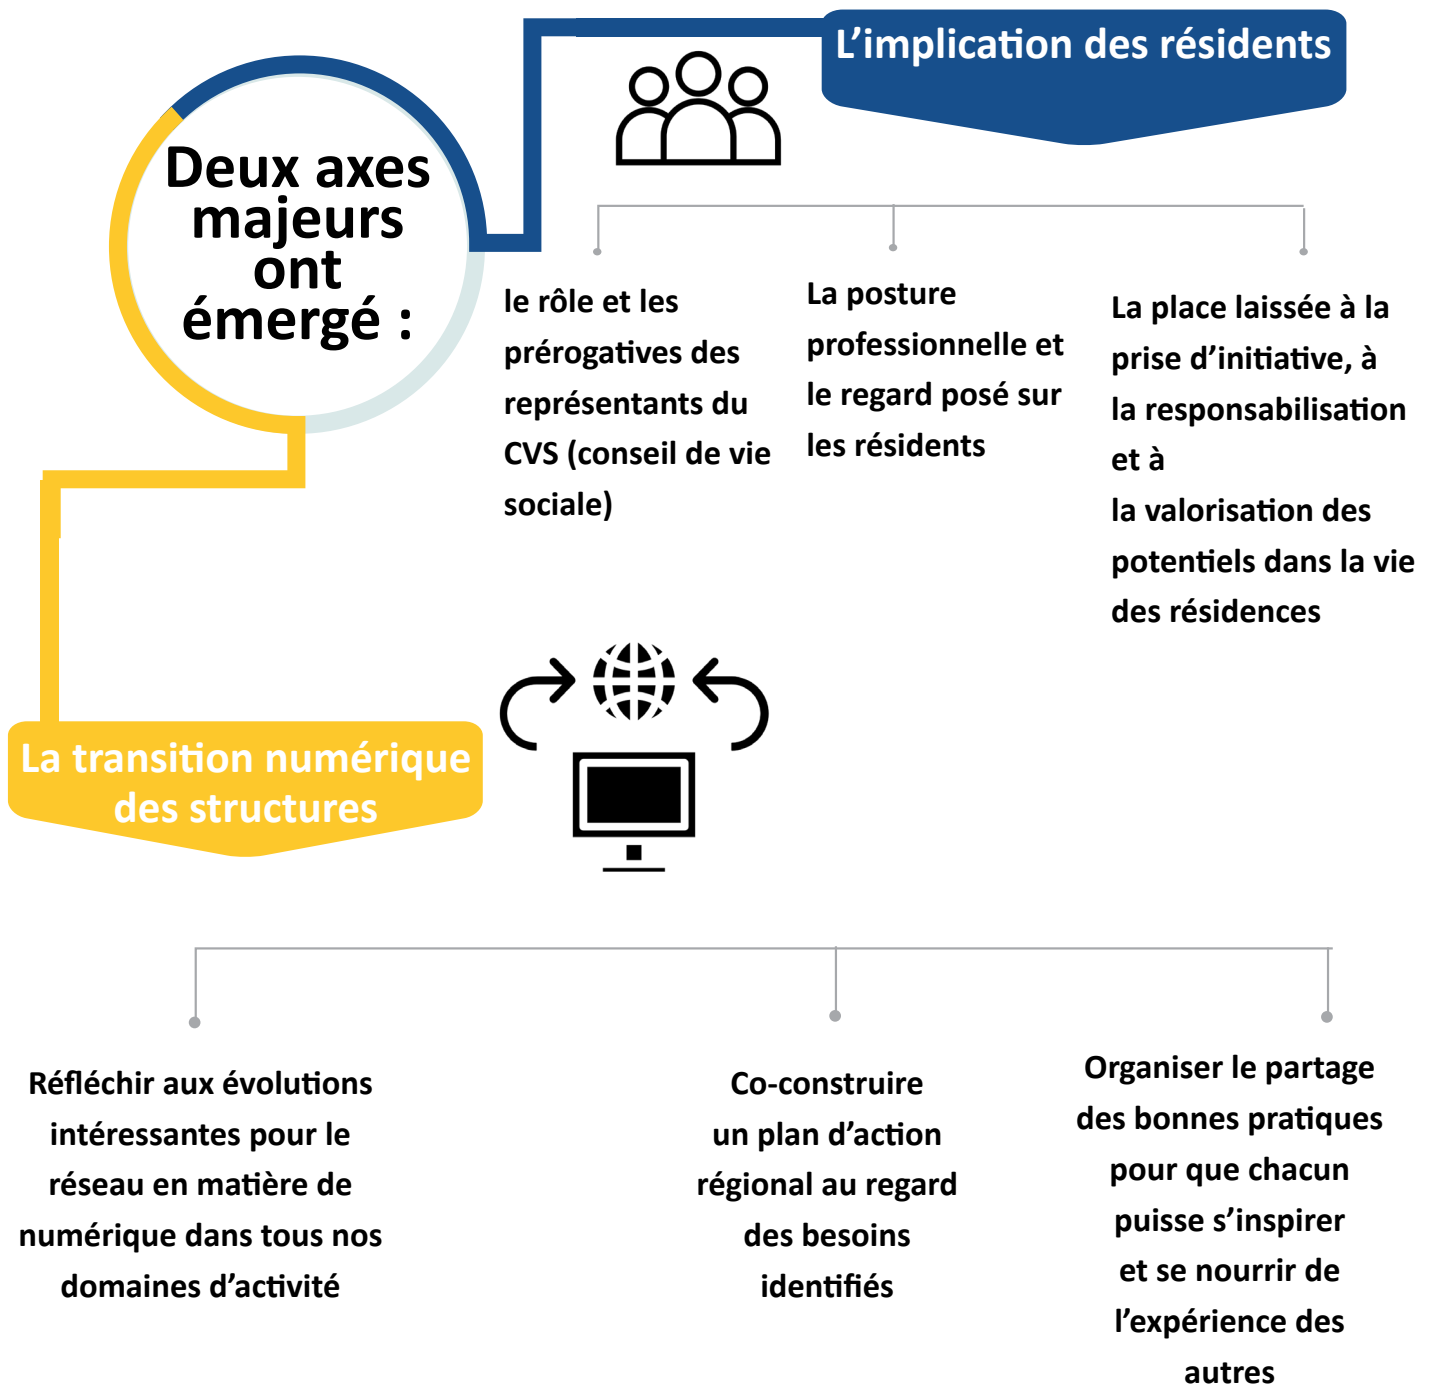 Deux axes
majeurs
ont
émergé :
L’implication des résidents
le rôle et les
prérogatives des
représentants du
CVS (conseil de vie
sociale)
La posture
professionnelle et
le regard posé sur
les résidents
La place laissée à la
prise d’initiative, à
la responsabilisation
et à
la valorisation des
potentiels dans la vie
des résidences
La transition numérique
des structures
Réfléchir aux évolutions
intéressantes pour le
réseau en matière de
numérique dans tous nos
domaines d’activité
Co-construire
un plan d’action
régional au regard
des besoins
identifiés
Organiser le partage
des bonnes pratiques
pour que chacun
puisse s’inspirer
et se nourrir de
l’expérience des
autres